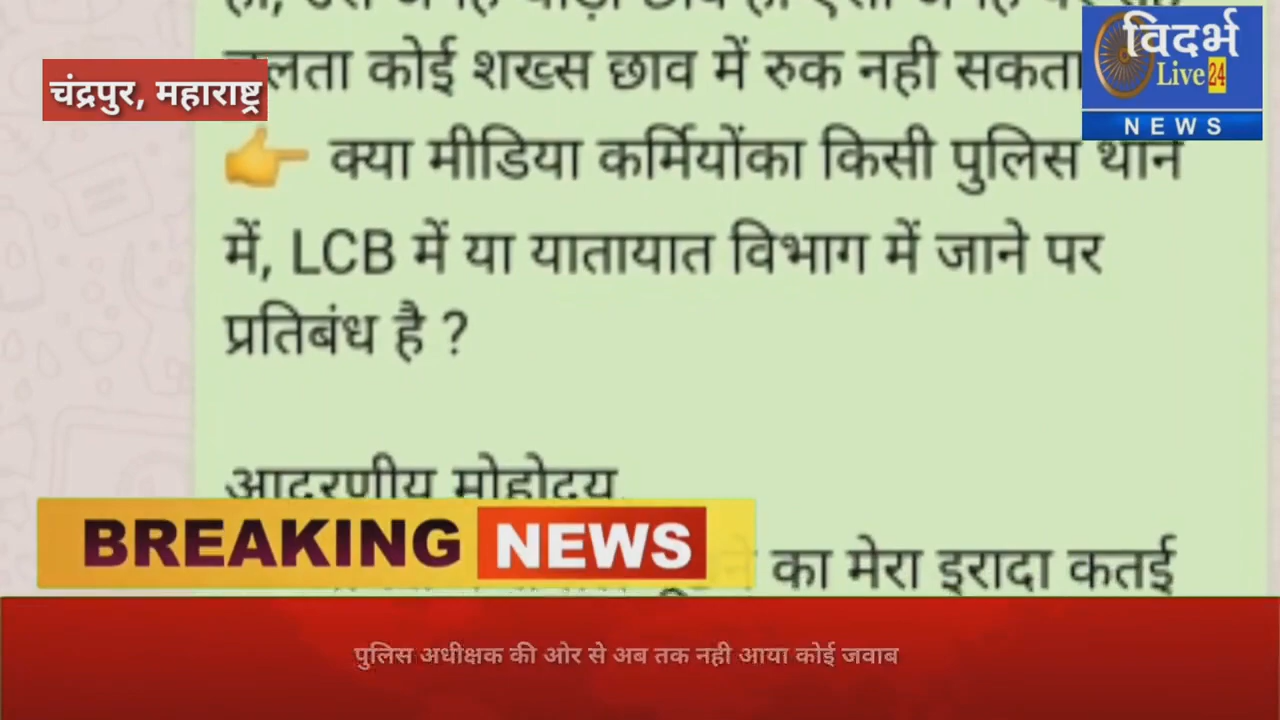 चलता कोई शख्स छाव में रुक नही सकता
चंद्रपुर, महाराष्ट्र
विदर्भ
Live 24
NEWS
👉 क्या मीडिया कर्मियोंका किसी पुलिस थाने
में, LCB में या यातायात विभाग में जाने पर
प्रतिबंध है ?
आदरणीय मोहोदय,
BREAKING NEWS
का मेरा इरादा कतई
पुलिस अधीक्षक की ओर से अब तक नही आया कोई जवाब